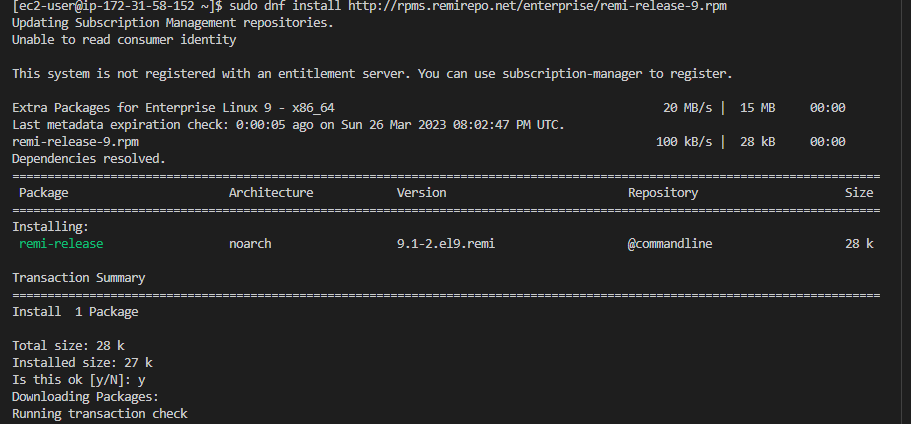 [ec2-user@ip-172-31-58-152 ~]$ sudo dnf install http://rpms.remirepo.net/enterprise/remi-release-9.rpm
Updating Subscription Management repositories.
Unable to read consumer identity

This system is not registered with an entitlement server. You can use subscription-manager to register.

Extra Packages for Enterprise Linux 9 - x86_64                                                20 MB/s |  15 MB     00:00
Last metadata expiration check: 0:00:05 ago on Sun 26 Mar 2023 08:02:47 PM UTC.
remi-release-9.rpm                                                                           100 kB/s |  28 kB     00:00
Dependencies resolved.
============================================================================================================================
 Package                       Architecture            Version                          Repository                     Size
============================================================================================================================
Installing:
 remi-release                  noarch                  9.1-2.el9.remi                   @commandline                   28 k

Transaction Summary
============================================================================================================================
Install  1 Package

Total size: 28 k
Installed size: 27 k
Is this ok [y/N]: y
Downloading Packages:
Running transaction check